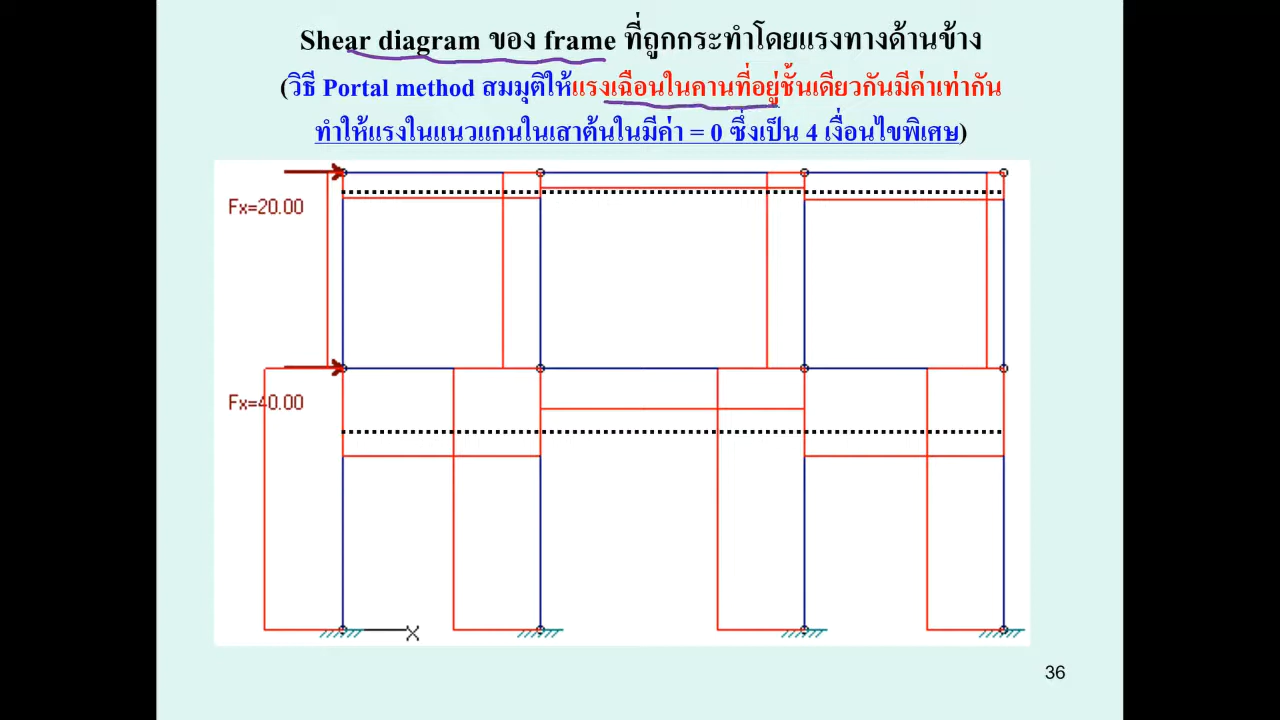 Shear diagram ของ frame ที่ถูกกระทำโดยแรงทางด้านข้าง
(วิธี Portal method สมมุติให้แรงเฉือนในคานที่อยู่ชั้นเดียวกันมีค่าเท่ากัน
ทำให้แรงในแนวแกนในเสาต้นในมีค่า = 0 ซึ่งเป็น 4 เงื่อนไขพิเศษ)
Fx=20.00
Fx=40.00
X
36